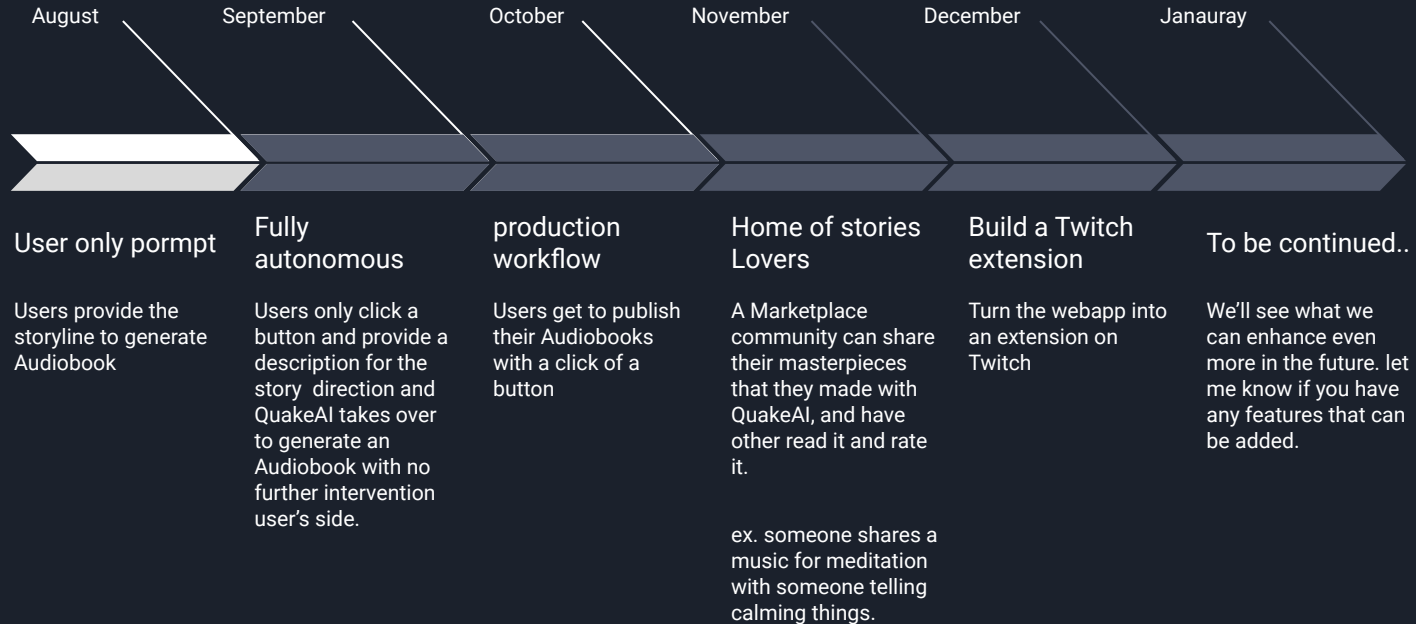 August
September
October
November
December
Janauray
User only pormpt
Users provide the
storyline to generate
Audiobook
Fully
autonomous
Users only click a
button and provide a
description for the
story  direction and
QuakeAI takes over
to generate an
Audiobook with no
further intervention
user’s side.
production
workflow
Users get to publish
their Audiobooks
with a click of a
button
Home of stories
Lovers
A Marketplace
community can share
their masterpieces
that they made with
QuakeAI, and have
other read it and rate
it.
ex. someone shares a
music for meditation
with someone telling
calming things.
Build a Twitch
extension
Turn the webapp into
an extension on
Twitch
To be continued..
We’ll see what we
can enhance even
more in the future. let
me know if you have
any features that can
be added.